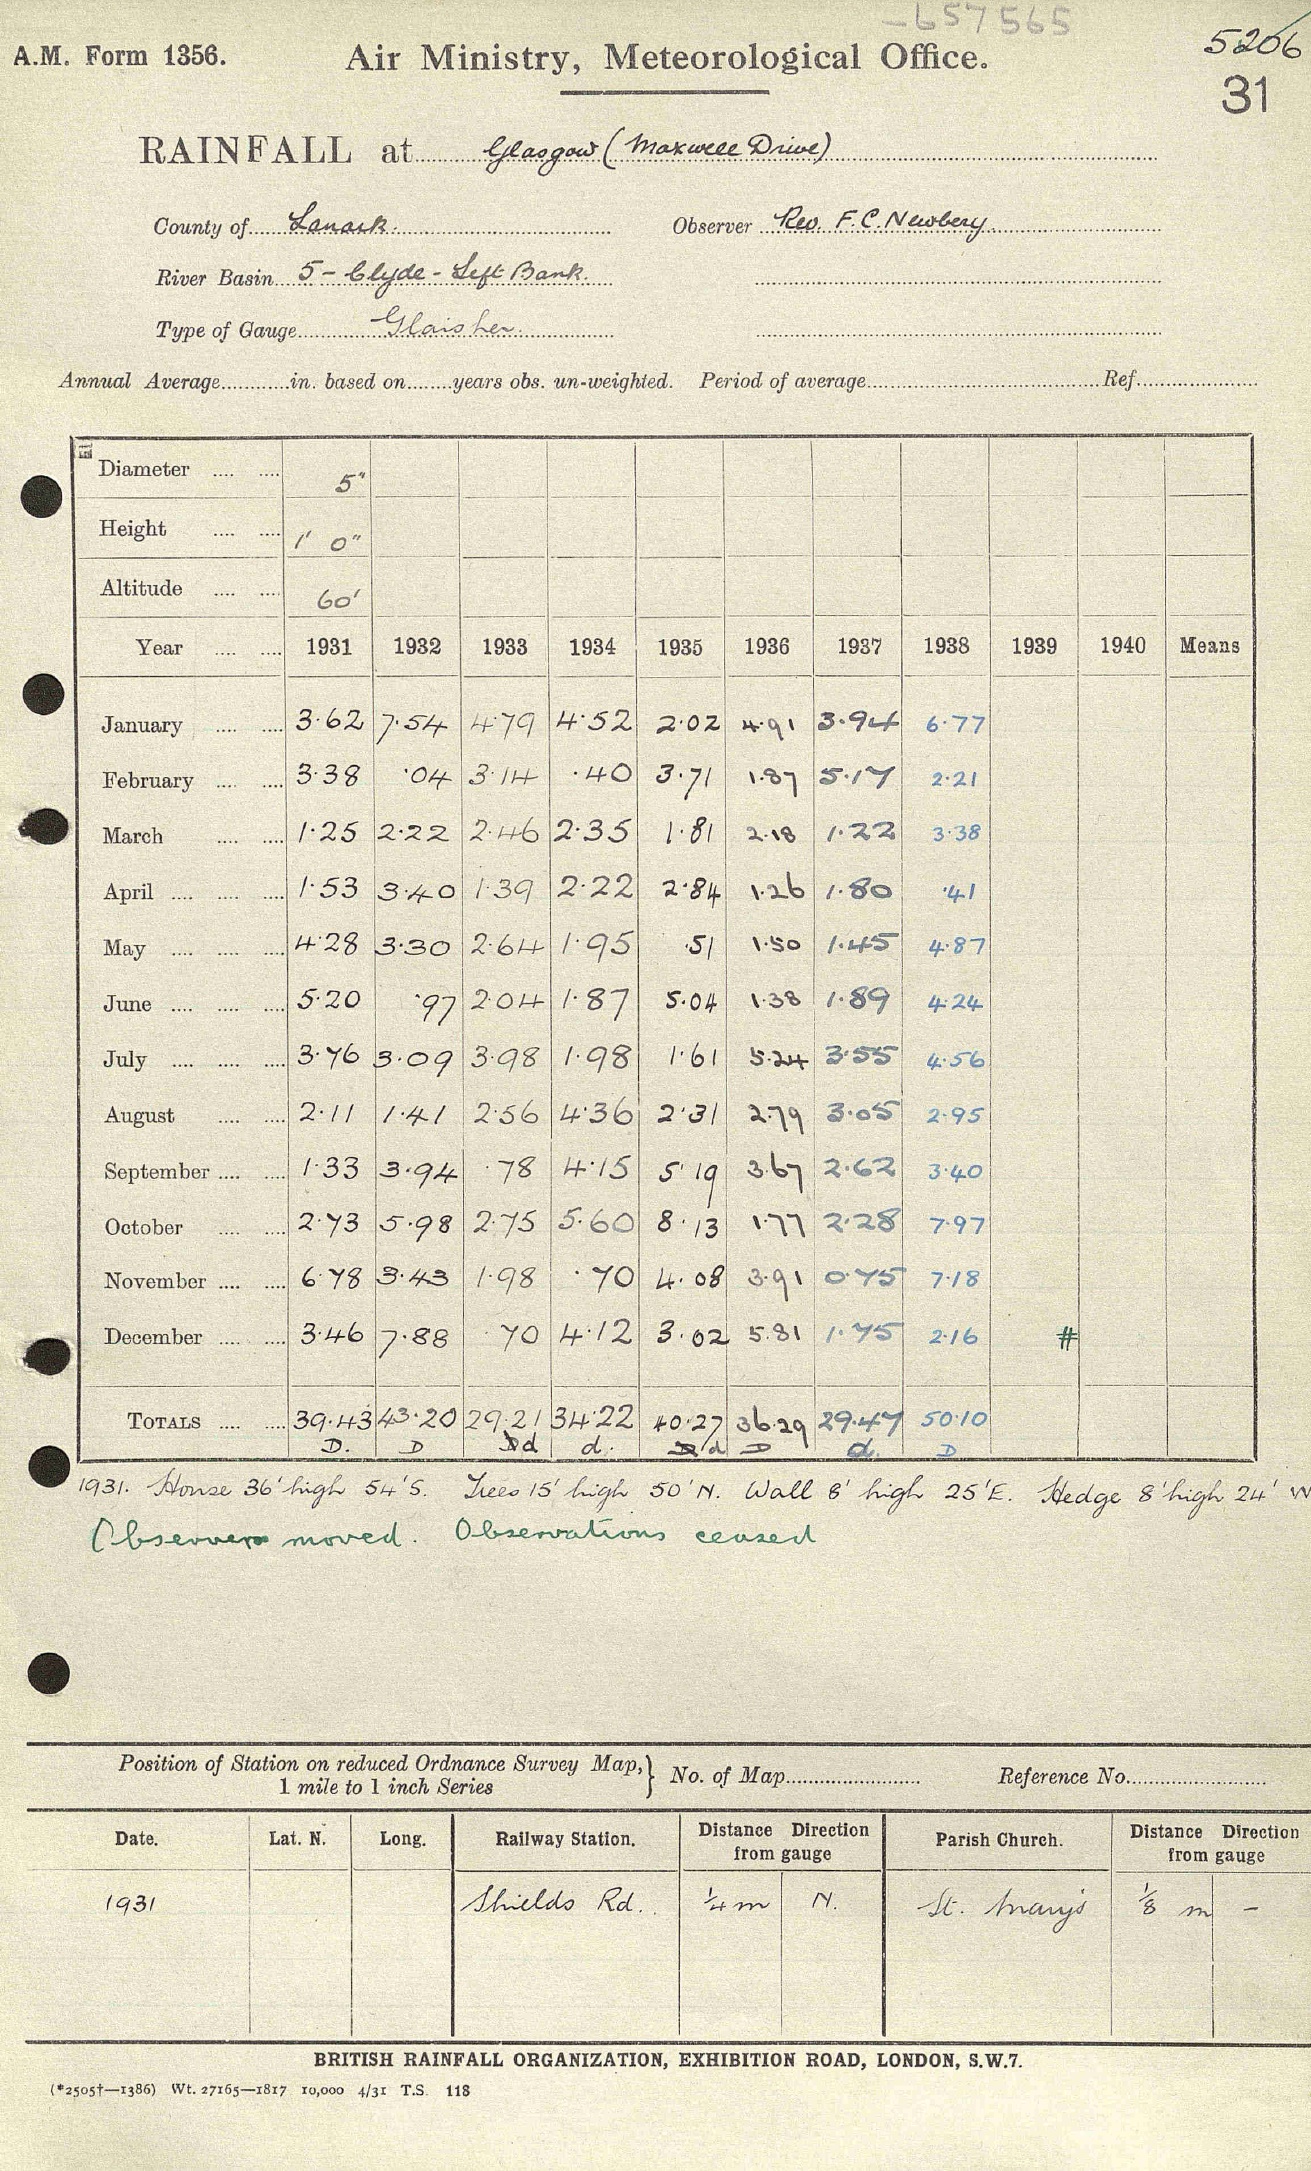 -657565
5206
A.M. Form 1356. Air Ministry, Meteorological Office.
31
RAINFALL at Glasgow (Maxwell Drive)
County of Lanark. Observer Rev. F.C. Newbery
River Basin 5 - Clyde - Left Bank.
Type of Gauge Glaisher.
Annual Average in. based on years obs. un-weighted. Period of average Ref.
Diameter 5"
Height 1' 0"
Altitude 60'
Year 1931 1932 1933 1934 1935 1936 1937 1938 1939 1940 Means
January 3.62 7.54 4.79 4.52 2.02 4.91 3.94 6.77
February 3.38 .04 3.14 .40 3.71 1.87 5.17 2.21
March 1.25 2.22 2.46 2.35 1.81 2.18 1.22 3.38
April 1.53 3.40 1.39 2.22 2.84 1.26 1.80 .41
May 4.28 3.30 2.64 1.95 .51 1.50 1.45 4.87
June 5.20 .97 2.04 1.87 5.04 1.38 1.89 4.24
July 3.76 3.09 3.98 1.98 1.61 5.24 3.55 4.56
August 2.11 1.41 2.56 4.36 2.31 2.79 3.05 2.95
September 1.33 3.94 .78 4.15 5.19 3.67 2.62 3.40
October 2.73 5.98 2.75 5.60 8.13 1.77 2.28 7.97
November 6.78 3.43 1.98 .70 4.08 3.91 0.75 7.18
December 3.46 7.88 .70 4.12 3.02 5.81 1.75 2.16 #
TOTALS 39.43 43.20 29.21 34.22 40.27 36.29 29.47 50.10
D. D d d. d D d. D
1931. House 36' high 54' S. Trees 15' high 50' N. Wall 8' high 25' E. Hedge 8' high 24' W
Observer moved. Observations ceased
Position of Station on reduced Ordnance Survey Map, } No. of Map Reference No.
1 mile to 1 inch Series
Date. Lat. N. Long. Railway Station. Distance Direction from gauge Parish Church. Distance Direction from gauge
1931 Shields Rd. 1/4 m N. St. Mary's 1/8 m -
BRITISH RAINFALL ORGANIZATION, EXHIBITION ROAD, LONDON, S.W.7.
(*2505†—1386) Wt. 27165—1817 10,000 4/31 T.S. 118